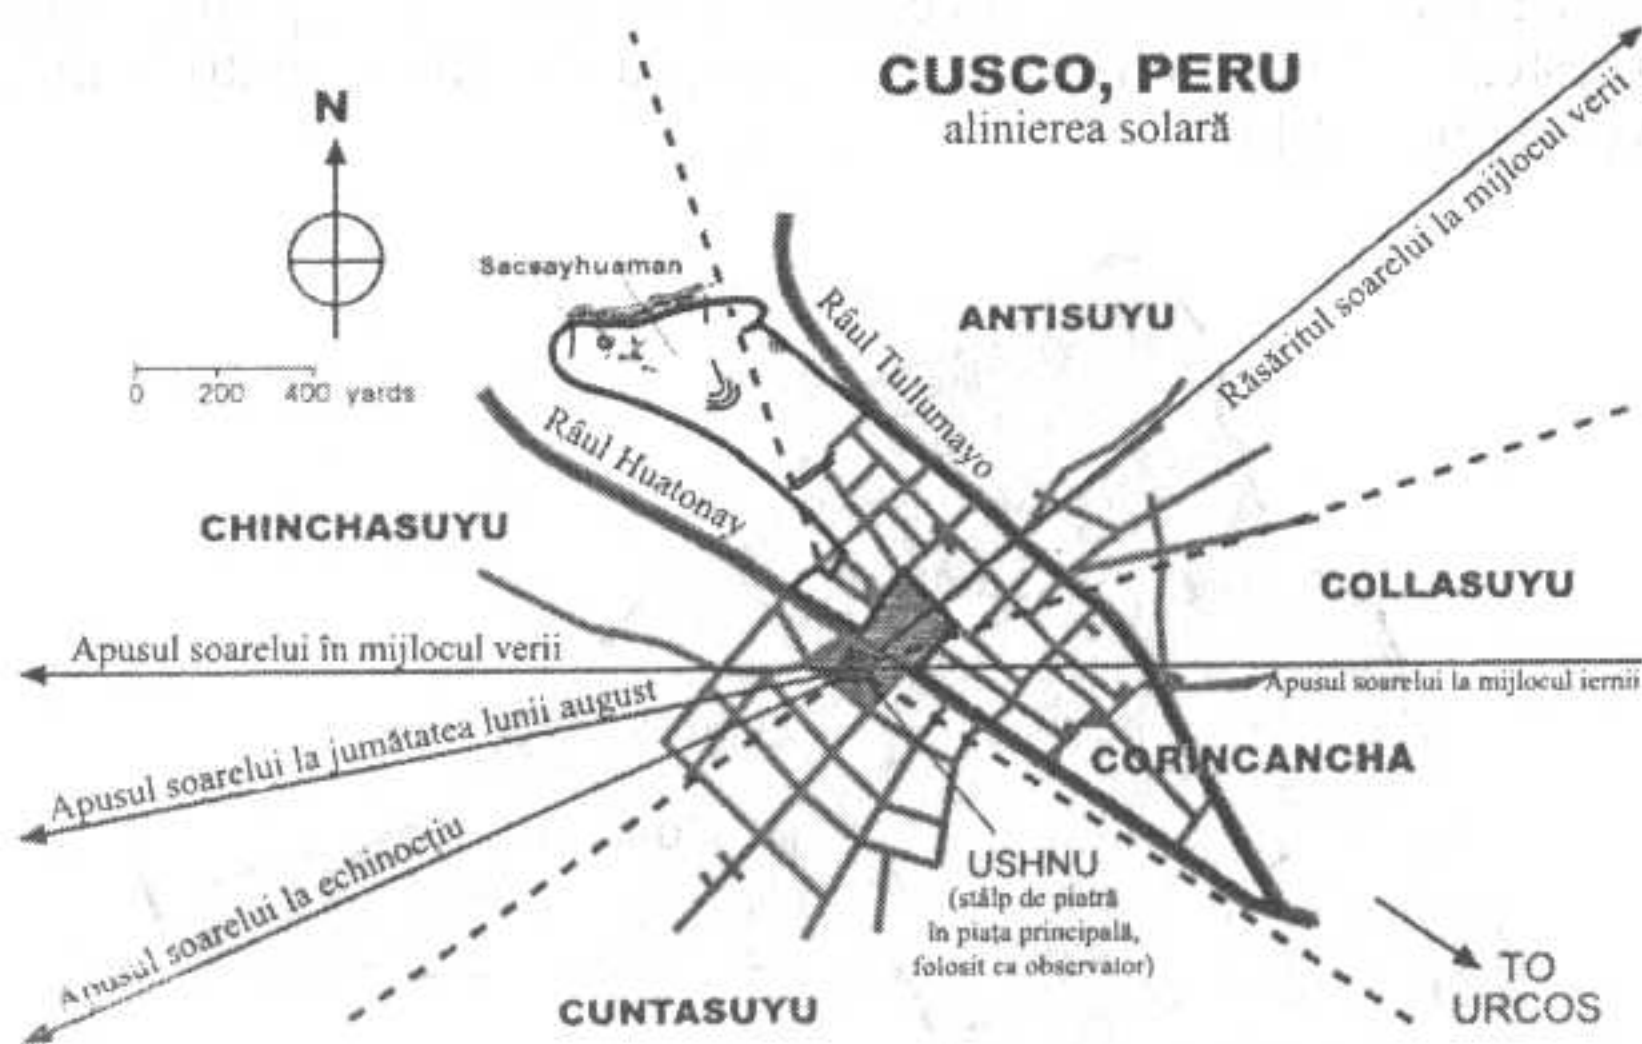 CUSCO, PERU
alinierea solară
N
0 200 400 yards
Sacsayhuaman
Râul Tullumayo
ANTISUYU
Răsăritul soarelui la mijlocul verii
Râul Huatonay
CHINCHASUYU
COLLASUYU
Apusul soarelui în mijlocul verii
Apusul soarelui la mijlocul iernii
Apusul soarelui la jumătatea lunii august
CORINCANCHA
Apusul soarelui la echinocțiu
USHNU
(stâlp de piatră
în piața principală,
folosit ca observator)
CUNTASUYU
TO
URCOS